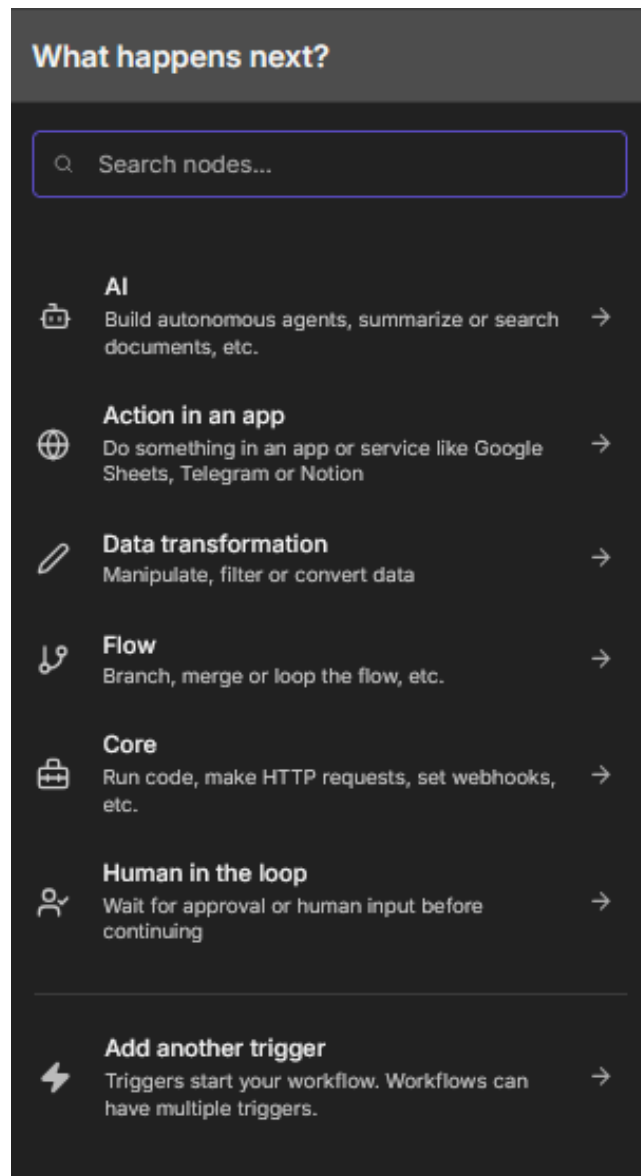 What happens next?
Search nodes...
AI
Build autonomous agents, summarize or search
documents, etc.
Action in an app
Do something in an app or service like Google
Sheets, Telegram or Notion
Data transformation
Manipulate, filter or convert data
Flow
Branch, merge or loop the flow, etc.
Core
Run code, make HTTP requests, set webhooks,
etc.
Human in the loop
Wait for approval or human input before
continuing
Add another trigger
Triggers start your workflow. Workflows can
have multiple triggers.